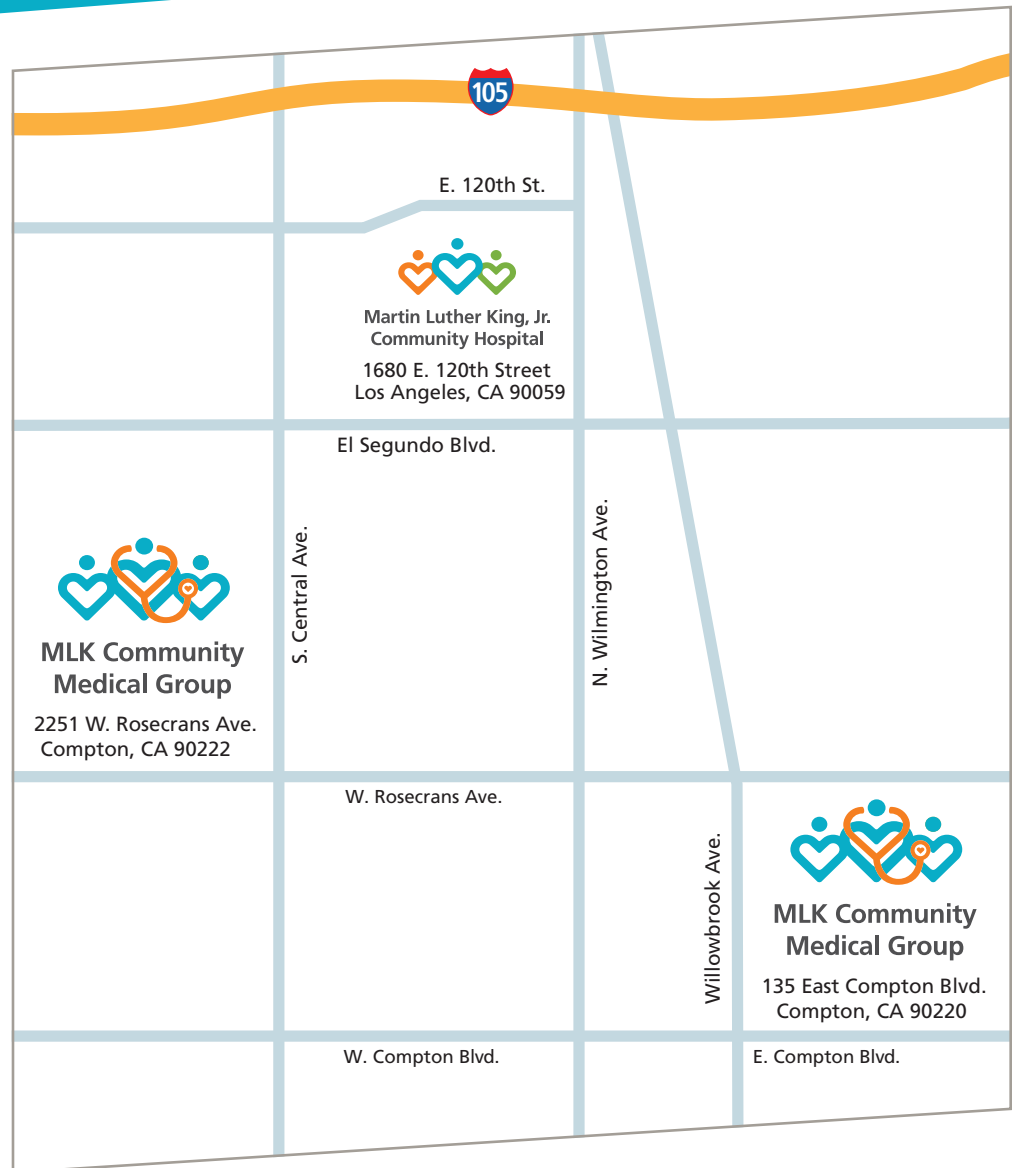 105
E. 120th St.
Martin Luther King, Jr.
Community Hospital
1680 E. 120th Street
Los Angeles, CA 90059
El Segundo Blvd.
S. Central Ave.
N. Wilmington Ave.
MLK Community
Medical Group
2251 W. Rosecrans Ave.
Compton, CA 90222
W. Rosecrans Ave.
Willowbrook Ave.
MLK Community
Medical Group
135 East Compton Blvd.
Compton, CA 90220
W. Compton Blvd.
E. Compton Blvd.